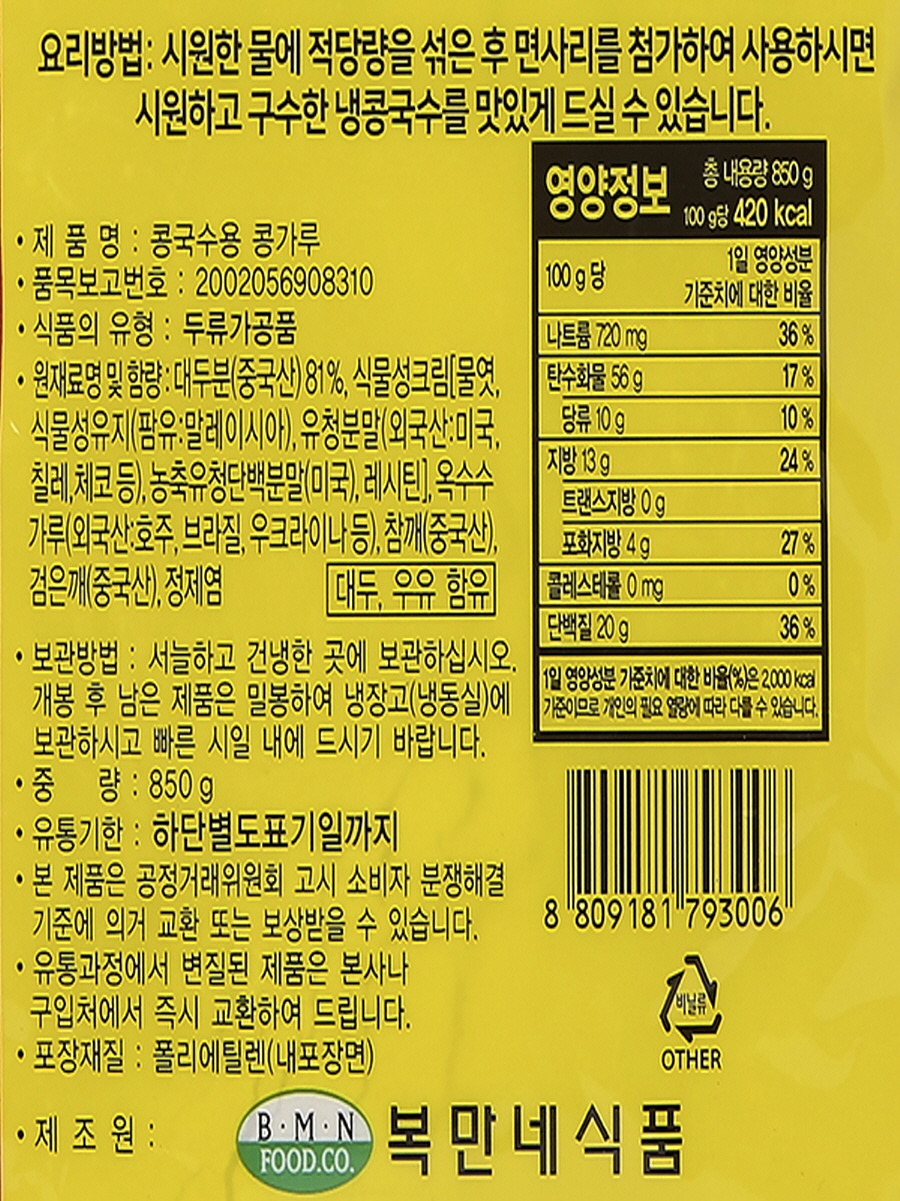 요리방법: 시원한 물에 적당량을 섞은 후 면사리를 첨가하여 사용하시면
시원하고 구수한 냉콩국수를 맛있게 드실 수 있습니다.
• 제 품 명 : 콩국수용 콩가루
• 품목보고번호 : 2002056908310
• 식품의 유형 : 두류가공품
• 원재료명 및 함량 : 대두분(중국산) 81%, 식물성크림[물엿,
식물성유지(팜유:말레이시아), 유청분말(외국산:미국,
칠레,체코 등), 농축유청단백분말(미국), 레시틴], 옥수수
가루(외국산:호주, 브라질, 우크라이나 등), 참깨(중국산),
검은깨(중국산), 정제염
대두, 우유 함유
• 보관방법 : 서늘하고 건냉한 곳에 보관하십시오.
개봉 후 남은 제품은 밀봉하여 냉장고(냉동실)에
보관하시고 빠른 시일 내에 드시기 바랍니다.
• 중 량 : 850 g
• 유통기한 : 하단별도표기일까지
• 본 제품은 공정거래위원회 고시 소비자 분쟁해결
기준에 의거 교환 또는 보상받을 수 있습니다.
• 유통과정에서 변질된 제품은 본사나
구입처에서 즉시 교환하여 드립니다.
• 포장재질 : 폴리에틸렌(내포장면)
영양정보
총 내용량 850 g
100 g당 420 kcal
100 g 당
1일 영양성분
기준치에 대한 비율
나트륨 720 mg 36 %
탄수화물 56 g 17 %
당류 10 g 10 %
지방 13 g 24 %
트랜스지방 0 g
포화지방 4 g 27 %
콜레스테롤 0 mg 0 %
단백질 20 g 36 %
1일 영양성분 기준치에 대한 비율(%)은 2,000 kcal
기준이므로 개인의 필요 열량에 따라 다를 수 있습니다.
8 809181 793006
비닐류
OTHER
• 제 조 원 :
B·M·N
FOOD.CO.
복만네식품